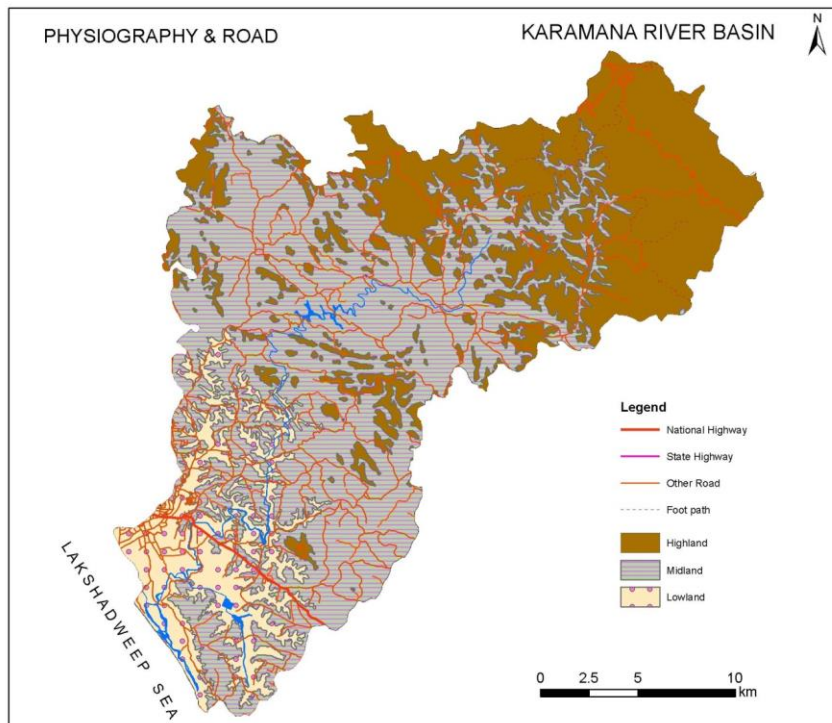 PHYSIOGRAPHY & ROAD
KARAMANA RIVER BASIN
N
Legend
National Highway
State Highway
Other Road
Foot path
Highland
Midland
Lowland
LAKSHADWEEP SEA
0 2.5 5 10
km